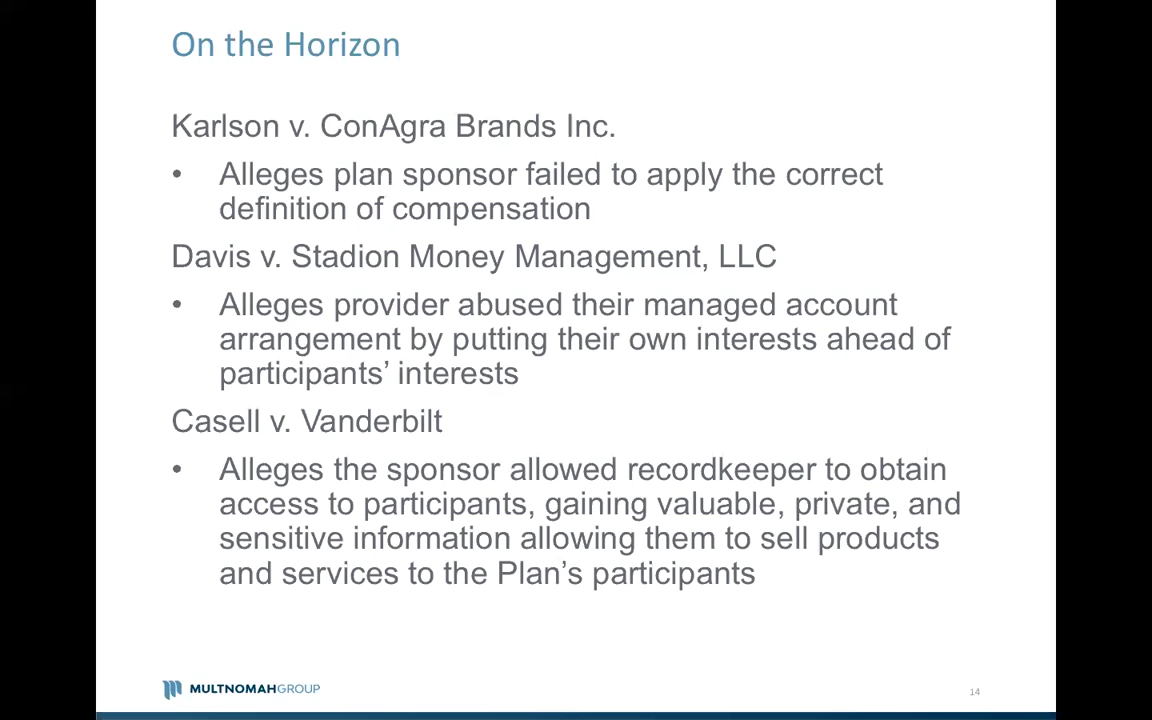 On the Horizon
Karlson v. ConAgra Brands Inc.
• Alleges plan sponsor failed to apply the correct
definition of compensation
Davis v. Stadion Money Management, LLC
• Alleges provider abused their managed account
arrangement by putting their own interests ahead of
participants’ interests
Casell v. Vanderbilt
• Alleges the sponsor allowed recordkeeper to obtain
access to participants, gaining valuable, private, and
sensitive information allowing them to sell products
and services to the Plan’s participants
MULTNOMAHGROUP
14